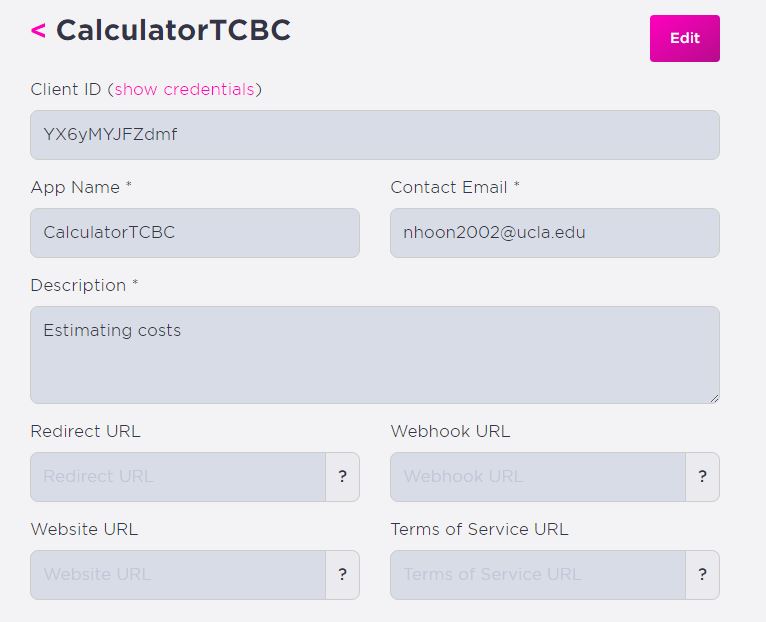 < CalculatorTCBC
Edit
Client ID (show credentials)
YX6yMYJFZdmf
App Name *
Contact Email *
CalculatorTCBC
nhoon2002@ucla.edu
Description *
Estimating costs
Redirect URL
Webhook URL
Redirect URL ?
Webhook URL ?
Website URL
Terms of Service URL
Website URL ?
Terms of Service URL ?